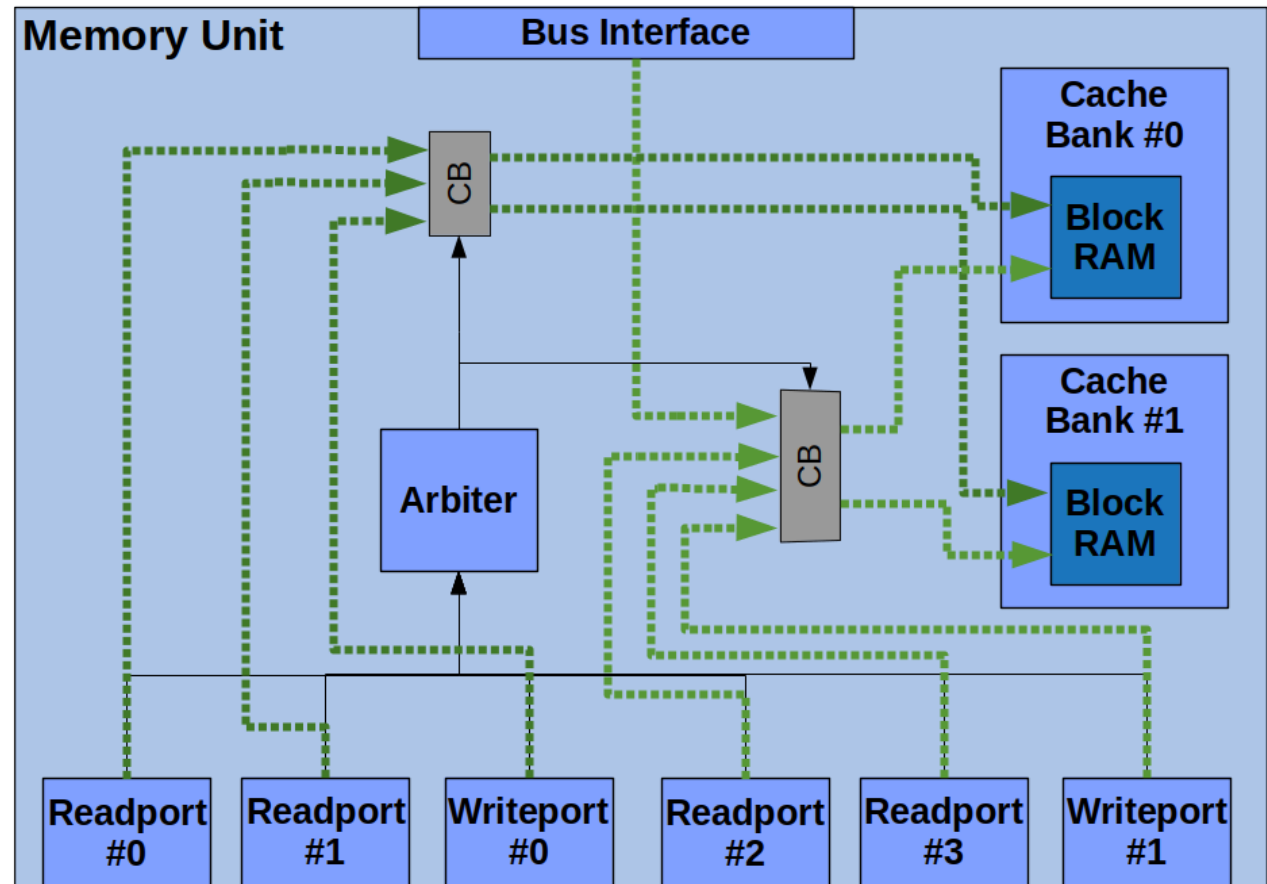 Memory Unit
Bus Interface
Cache
Bank #0
CB
Block
RAM
Cache
Bank #1
CB
Arbiter
Block
RAM
Readport
#0
Readport
#1
Writeport
#0
Readport
#2
Readport
#3
Writeport
#1